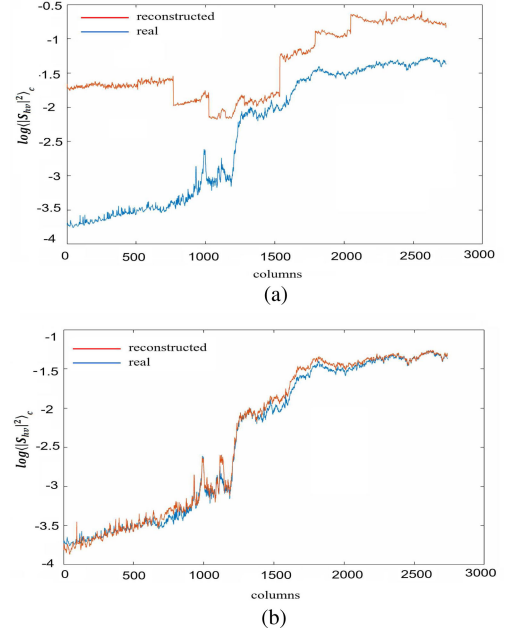 -0.5
reconstructed
real
-1
-1.5
-2
-2.5
-3
-3.5
-4
log⟨|S_hv|²⟩_c
0 500 1000 1500 2000 2500 3000
columns
(a)
-1
reconstructed
real
-1.5
-2
-2.5
-3
-3.5
-4
log⟨|S_hv|²⟩_c
0 500 1000 1500 2000 2500 3000
columns
(b)